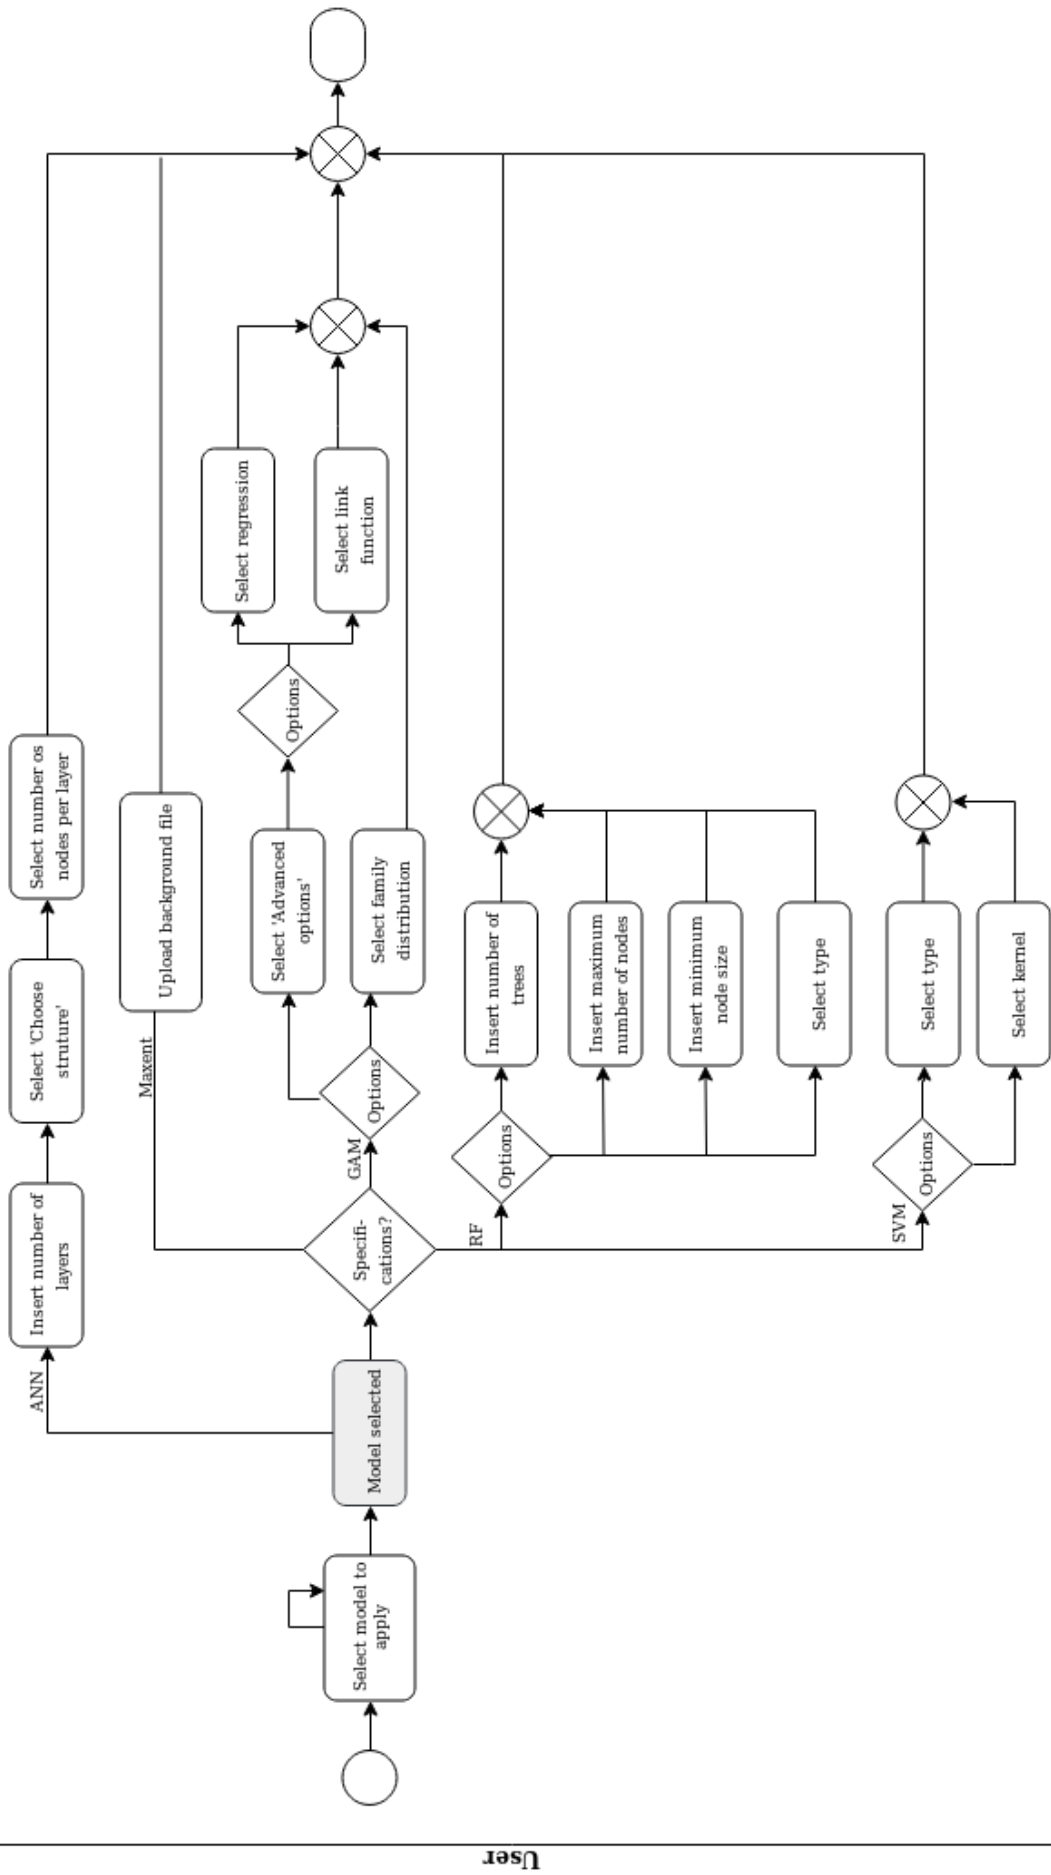 User
Select model to
apply
Model selected
ANN
Insert number of
layers
Select 'Choose
struture'
Select number os
nodes per layer
Specifi-
cations?
Maxent
Upload background file
GAM
Options
Select 'Advanced
options'
Options
Select regression
Select link
function
Select family
distribution
RF
Options
Insert number of
trees
Insert maximum
number of nodes
Insert minimum
node size
Select type
SVM
Options
Select type
Select kernel